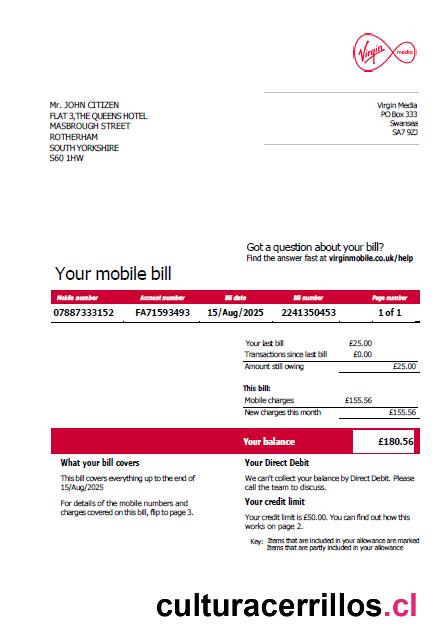 Virgin media
Mr. JOHN CITIZEN
FLAT 3,THE QUEENS HOTEL
MASBROUGH STREET
ROTHERHAM
SOUTH YORKSHIRE
S60 1HW
Virgin Media
PO Box 333
Swansea
SA7 9ZJ
Got a question about your bill?
Find the answer fast at virginmobile.co.uk/help
Your mobile bill
Mobile number Account number Bill date Bill number Page number
07887333152 FA71593493 15/Aug/2025 2241350453 1 of 1
Your last bill £25.00
Transactions since last bill £0.00
Amount still owing £25.00
This bill:
Mobile charges £155.56
New charges this month £155.56
Your balance £180.56
What your bill covers
This bill covers everything up to the end of
15/Aug/2025
For details of the mobile numbers and
charges covered on this bill, flip to page 3.
Your Direct Debit
We can't collect your balance by Direct Debit. Please
call the team to discuss.
Your credit limit
Your credit limit is £50.00. You can find out how this
works on page 2.
Key: Items that are included in your allowance are marked
Items that are partly included in your allowance
culturacerrillos.cl